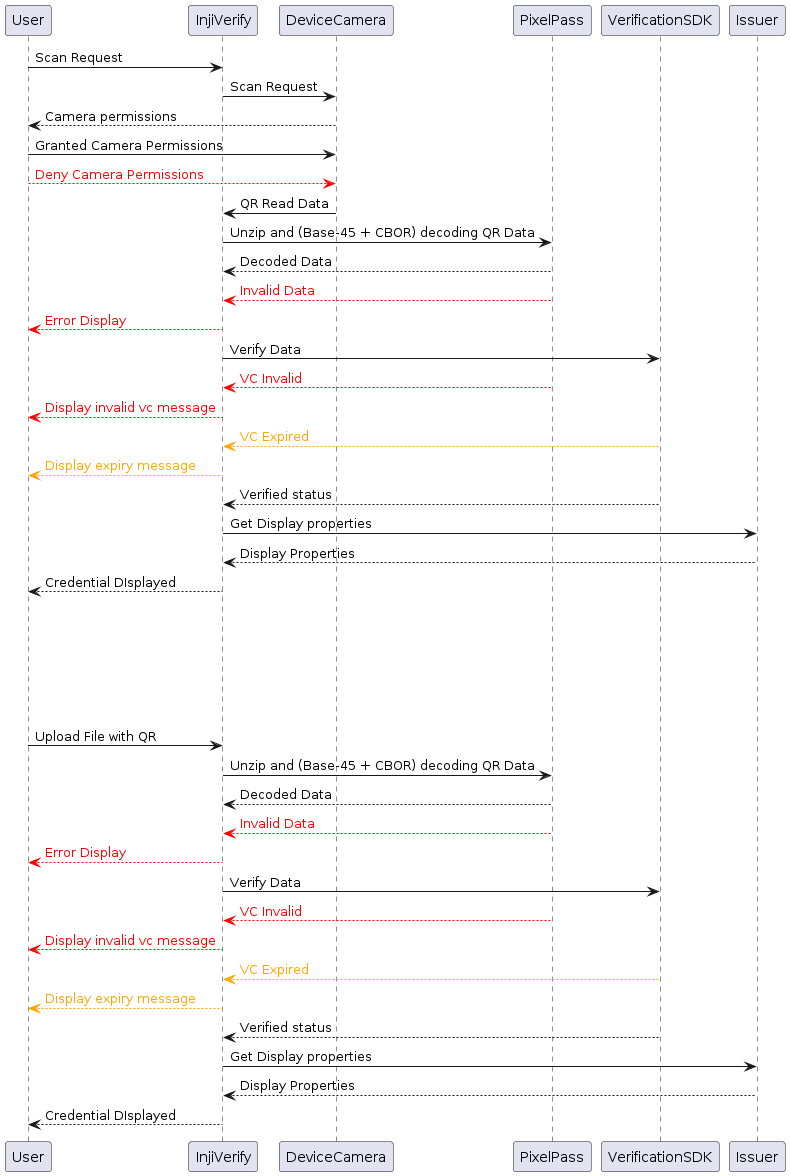 User InjiVerify DeviceCamera PixelPass VerificationSDK Issuer
Scan Request
Scan Request
Camera permissions
Granted Camera Permissions
Deny Camera Permissions
QR Read Data
Unzip and (Base-45 + CBOR) decoding QR Data
Decoded Data
Invalid Data
Error Display
Verify Data
VC Invalid
Display invalid vc message
VC Expired
Display expiry message
Verified status
Get Display properties
Display Properties
Credential DIsplayed
Upload File with QR
Unzip and (Base-45 + CBOR) decoding QR Data
Decoded Data
Invalid Data
Error Display
Verify Data
VC Invalid
Display invalid vc message
VC Expired
Display expiry message
Verified status
Get Display properties
Display Properties
Credential DIsplayed
User InjiVerify DeviceCamera PixelPass VerificationSDK Issuer